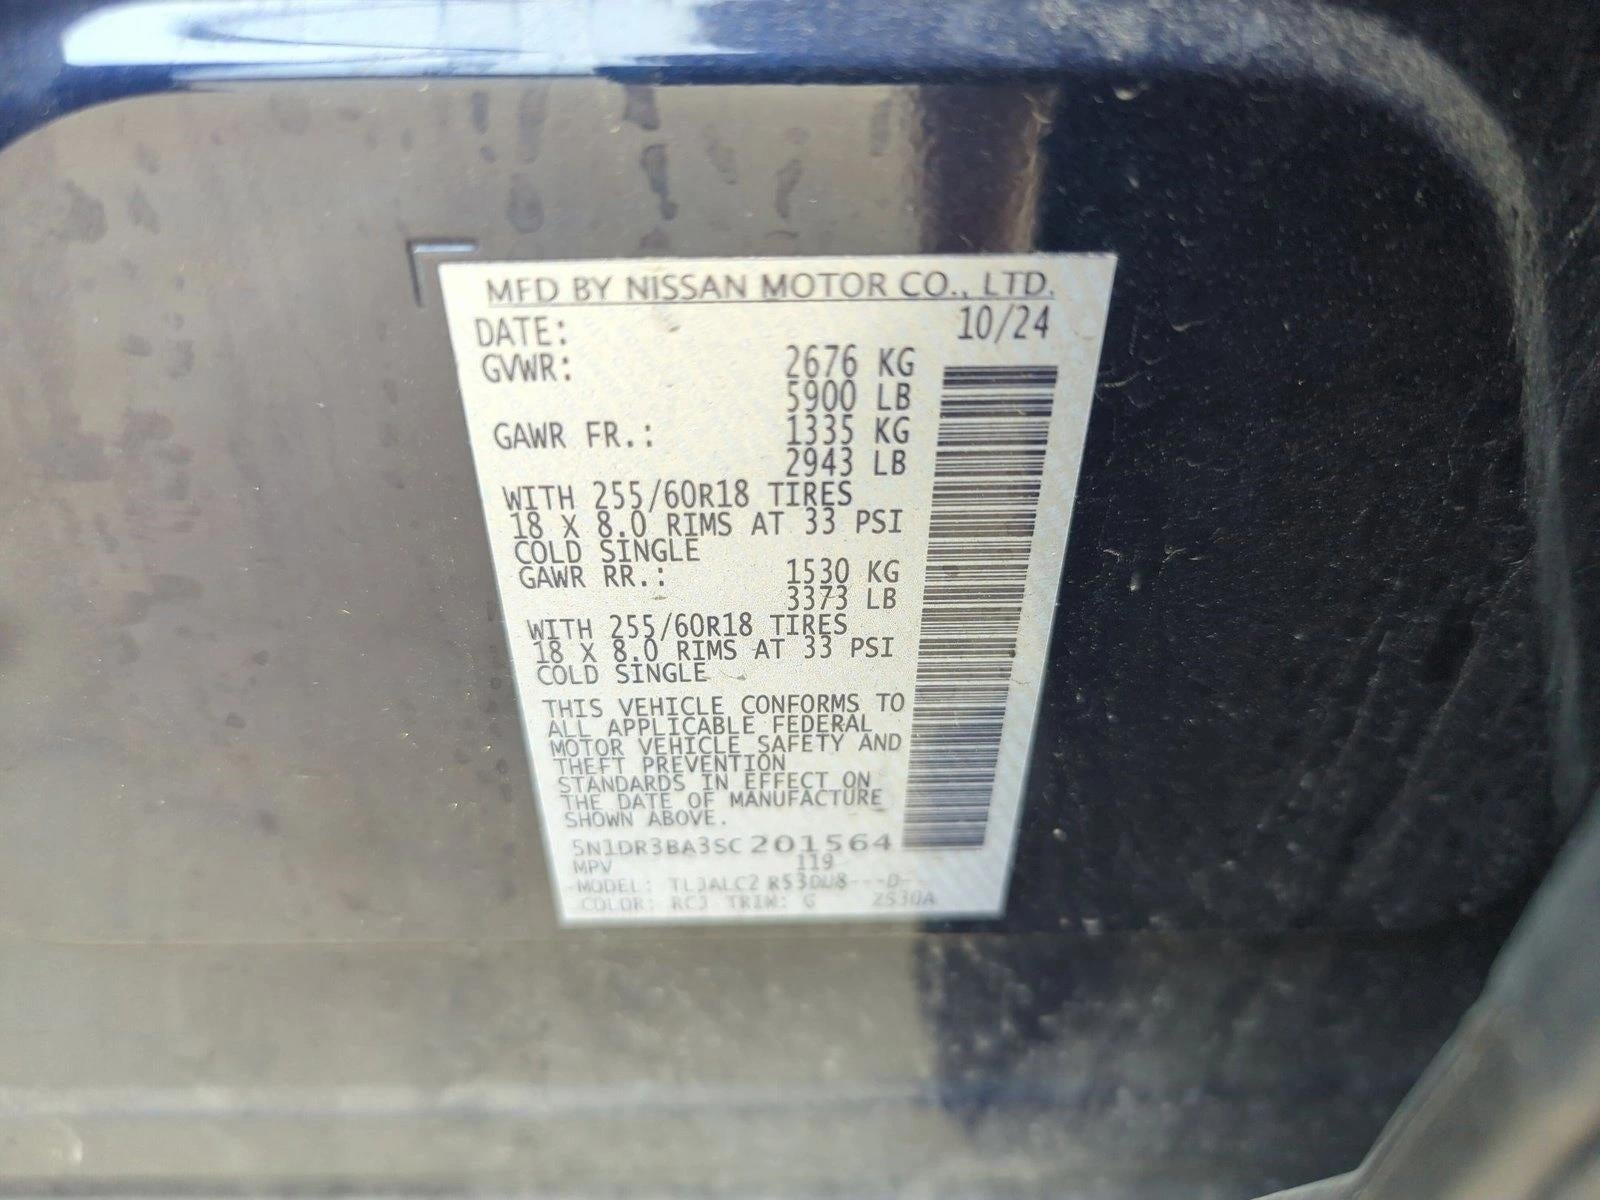 MFD BY NISSAN MOTOR CO., LTD.
DATE: 10/24
GVWR: 2676 KG
5900 LB
GAWR FR.: 1335 KG
2943 LB
WITH 255/60R18 TIRES
18 X 8.0 RIMS AT 33 PSI
COLD SINGLE
GAWR RR.: 1530 KG
3373 LB
WITH 255/60R18 TIRES
18 X 8.0 RIMS AT 33 PSI
COLD SINGLE
THIS VEHICLE CONFORMS TO
ALL APPLICABLE FEDERAL
MOTOR VEHICLE SAFETY AND
THEFT PREVENTION
STANDARDS IN EFFECT ON
THE DATE OF MANUFACTURE
SHOWN ABOVE.
5N1DR3BA3SC201564
MPV 119
MODEL:
COLOR: TRIM: G